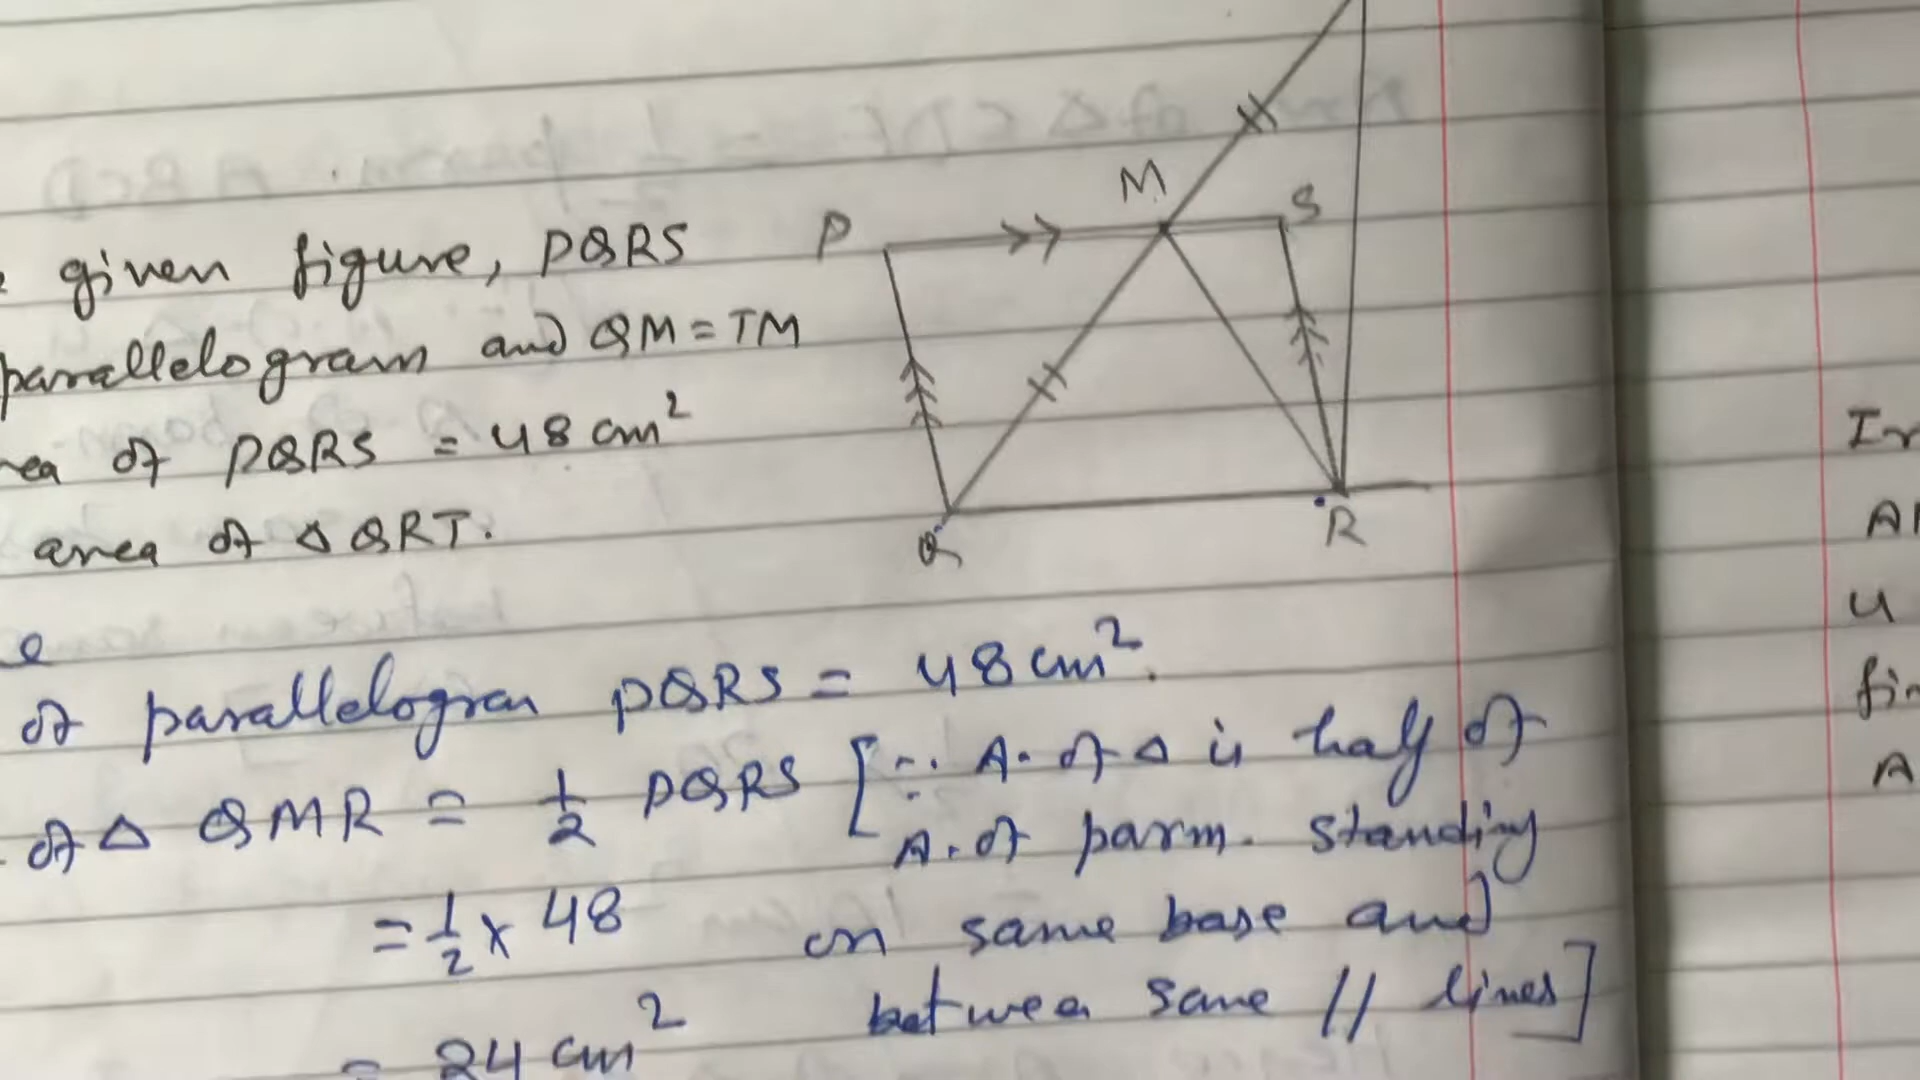 given figure, PQRS
parallelogram and QM = TM
of PQRS = 48 cm²
area of Δ QRT.
P
M
S
Q
R
of parallelogram PQRS = 48 cm².
of Δ QMR = 1/2 PQRS [∵ A. of Δ is half of
A. of parm. standing
= 1/2 x 48 on same base and
= 24 cm² between same // lines]
4
A